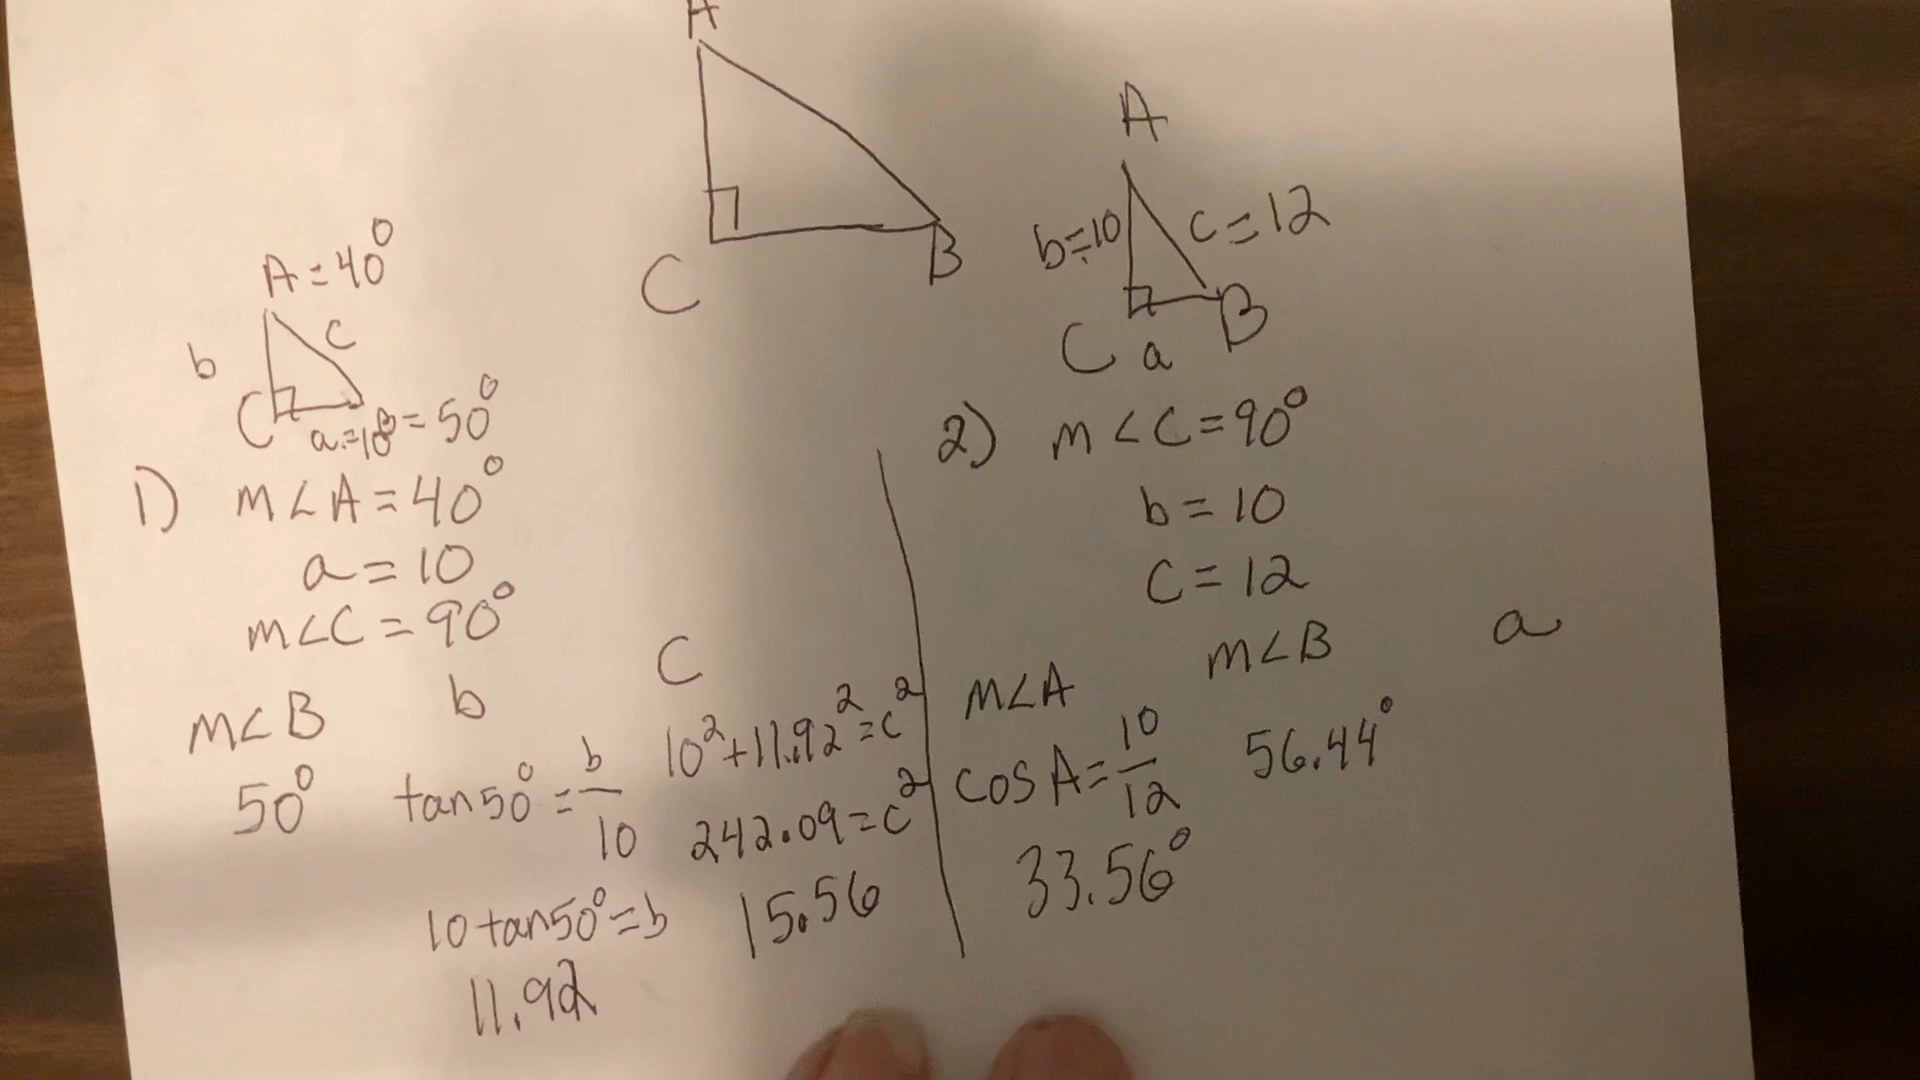 A
C
B
A
b=10
c=12
C
a
B
A=40°
b
c
C
a=10
B=50°
1) m∠A=40°
a=10
m∠C=90°
m∠B
50°
b
tan50°=b/10
10tan50°=b
11.92
C
10²+11.92²=c²
242.09=c²
15.56
2) m∠C=90°
b=10
c=12
m∠A
cosA=10/12
33.56°
m∠B
56.44°
a